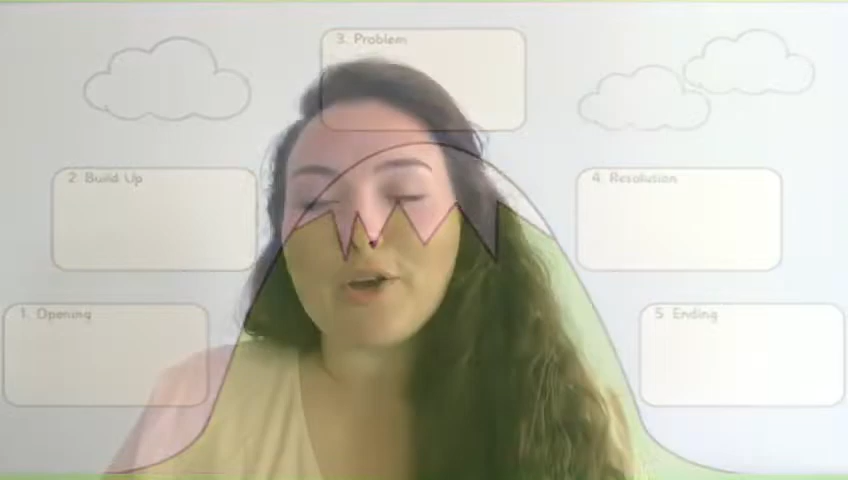 3. Problem
2. Build Up
4. Resolution
1. Opening
5. Ending